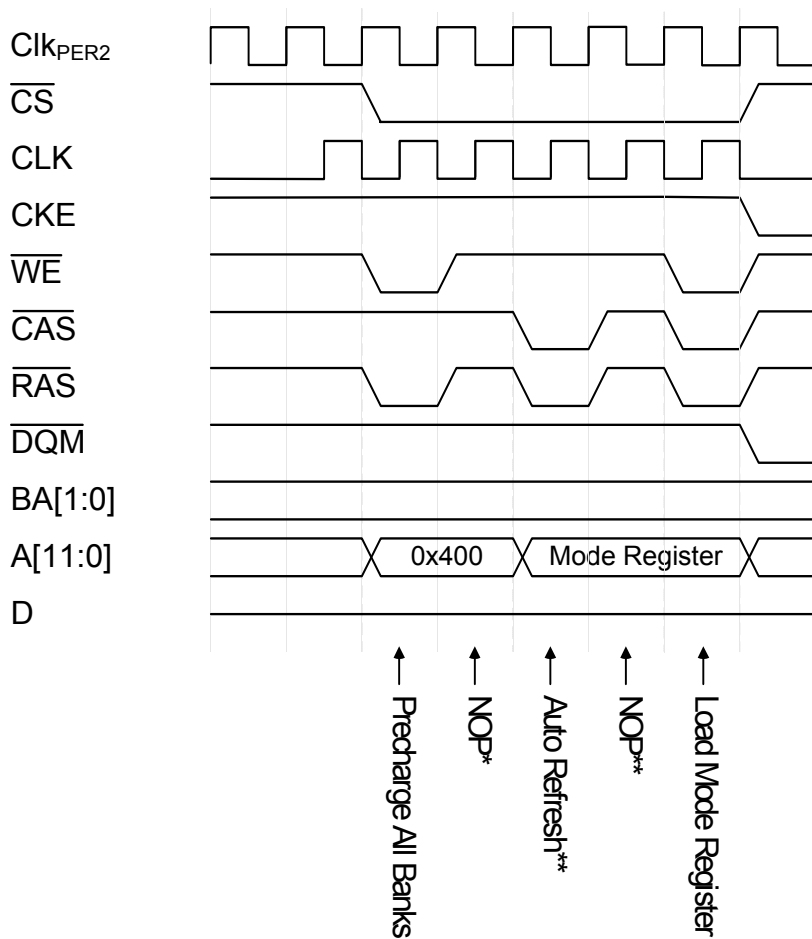 Clk_PER2
CS
CLK
CKE
WE
CAS
RAS
DQM
BA[1:0]
A[11:0] 0x400 Mode Register
D
Precharge All Banks
NOP*
Auto Refresh**
NOP**
Load Mode Register